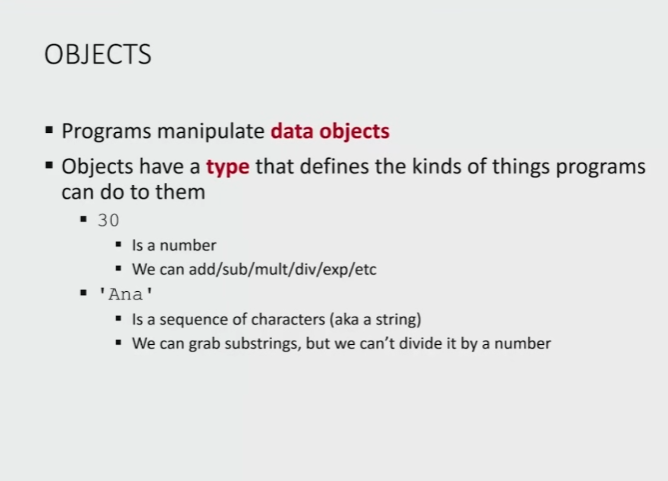 OBJECTS
▪ Programs manipulate data objects
▪ Objects have a type that defines the kinds of things programs
can do to them
▪ 30
▪ Is a number
▪ We can add/sub/mult/div/exp/etc
▪ 'Ana'
▪ Is a sequence of characters (aka a string)
▪ We can grab substrings, but we can’t divide it by a number